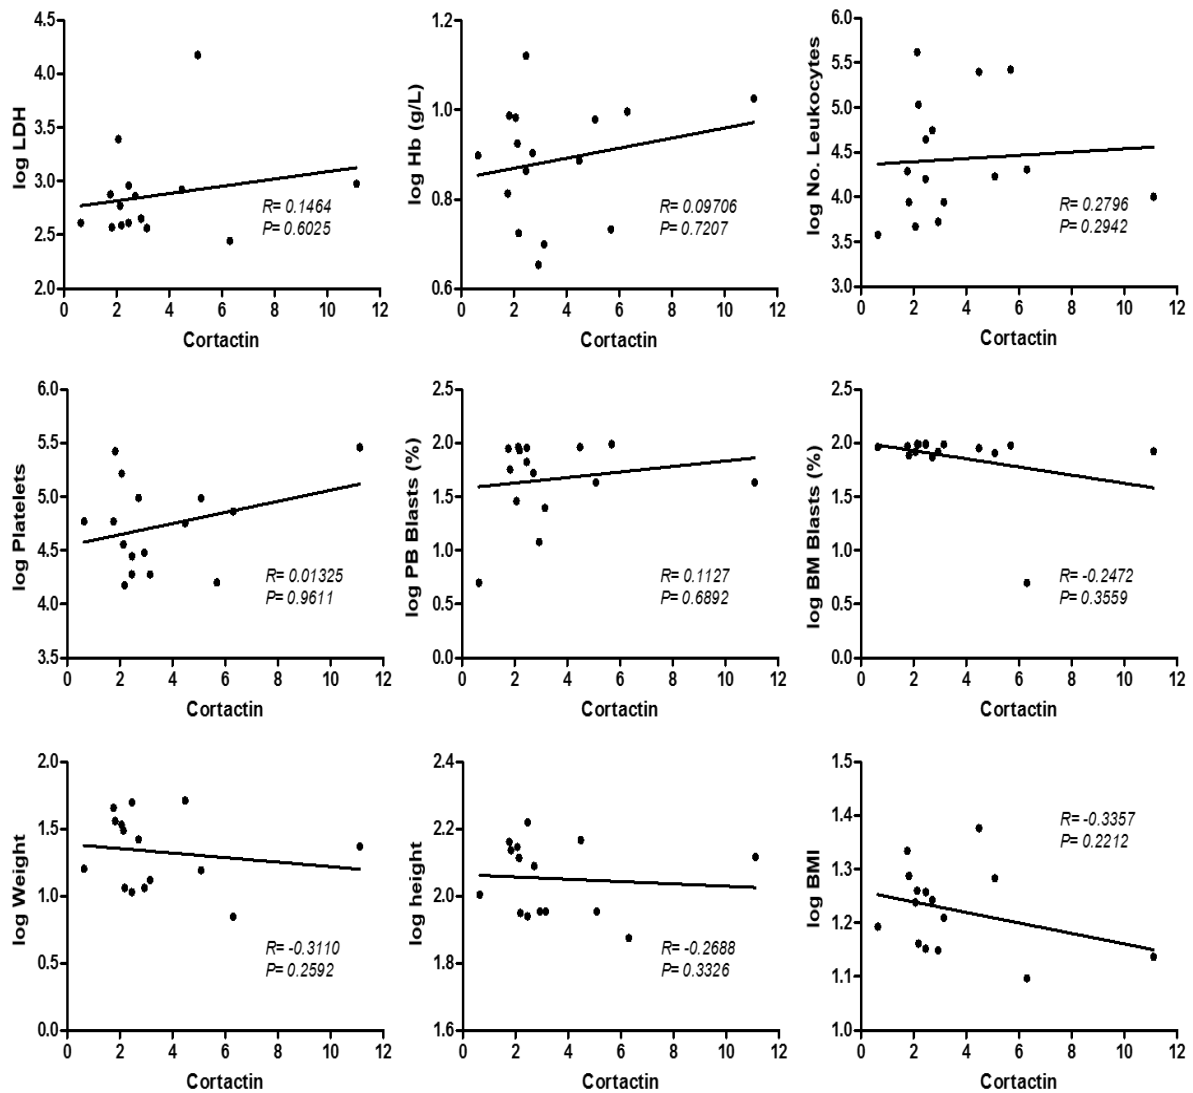 log LDH
4.5
4.0
3.5
3.0
2.5
2.0
0 2 4 6 8 10 12
Cortactin
R= 0.1464
P= 0.6025
log Hb (g/L)
1.2
1.0
0.8
0.6
0 2 4 6 8 10 12
Cortactin
R= 0.09706
P= 0.7207
log No. Leukocytes
6.0
5.5
5.0
4.5
4.0
3.5
3.0
0 2 4 6 8 10 12
Cortactin
R= 0.2796
P= 0.2942
log Platelets
6.0
5.5
5.0
4.5
4.0
3.5
0 2 4 6 8 10 12
Cortactin
R= 0.01325
P= 0.9611
log PB Blasts (%)
2.5
2.0
1.5
1.0
0.5
0.0
0 2 4 6 8 10 12
Cortactin
R= 0.1127
P= 0.6892
log BM Blasts (%)
2.5
2.0
1.5
1.0
0.5
0.0
0 2 4 6 8 10 12
Cortactin
R= -0.2472
P= 0.3559
log Weight
2.0
1.5
1.0
0.5
0.0
0 2 4 6 8 10 12
Cortactin
R= -0.3110
P= 0.2592
log height
2.4
2.2
2.0
1.8
1.6
0 2 4 6 8 10 12
Cortactin
R= -0.2688
P= 0.3326
log BMI
1.5
1.4
1.3
1.2
1.1
1.0
0 2 4 6 8 10 12
Cortactin
R= -0.3357
P= 0.2212